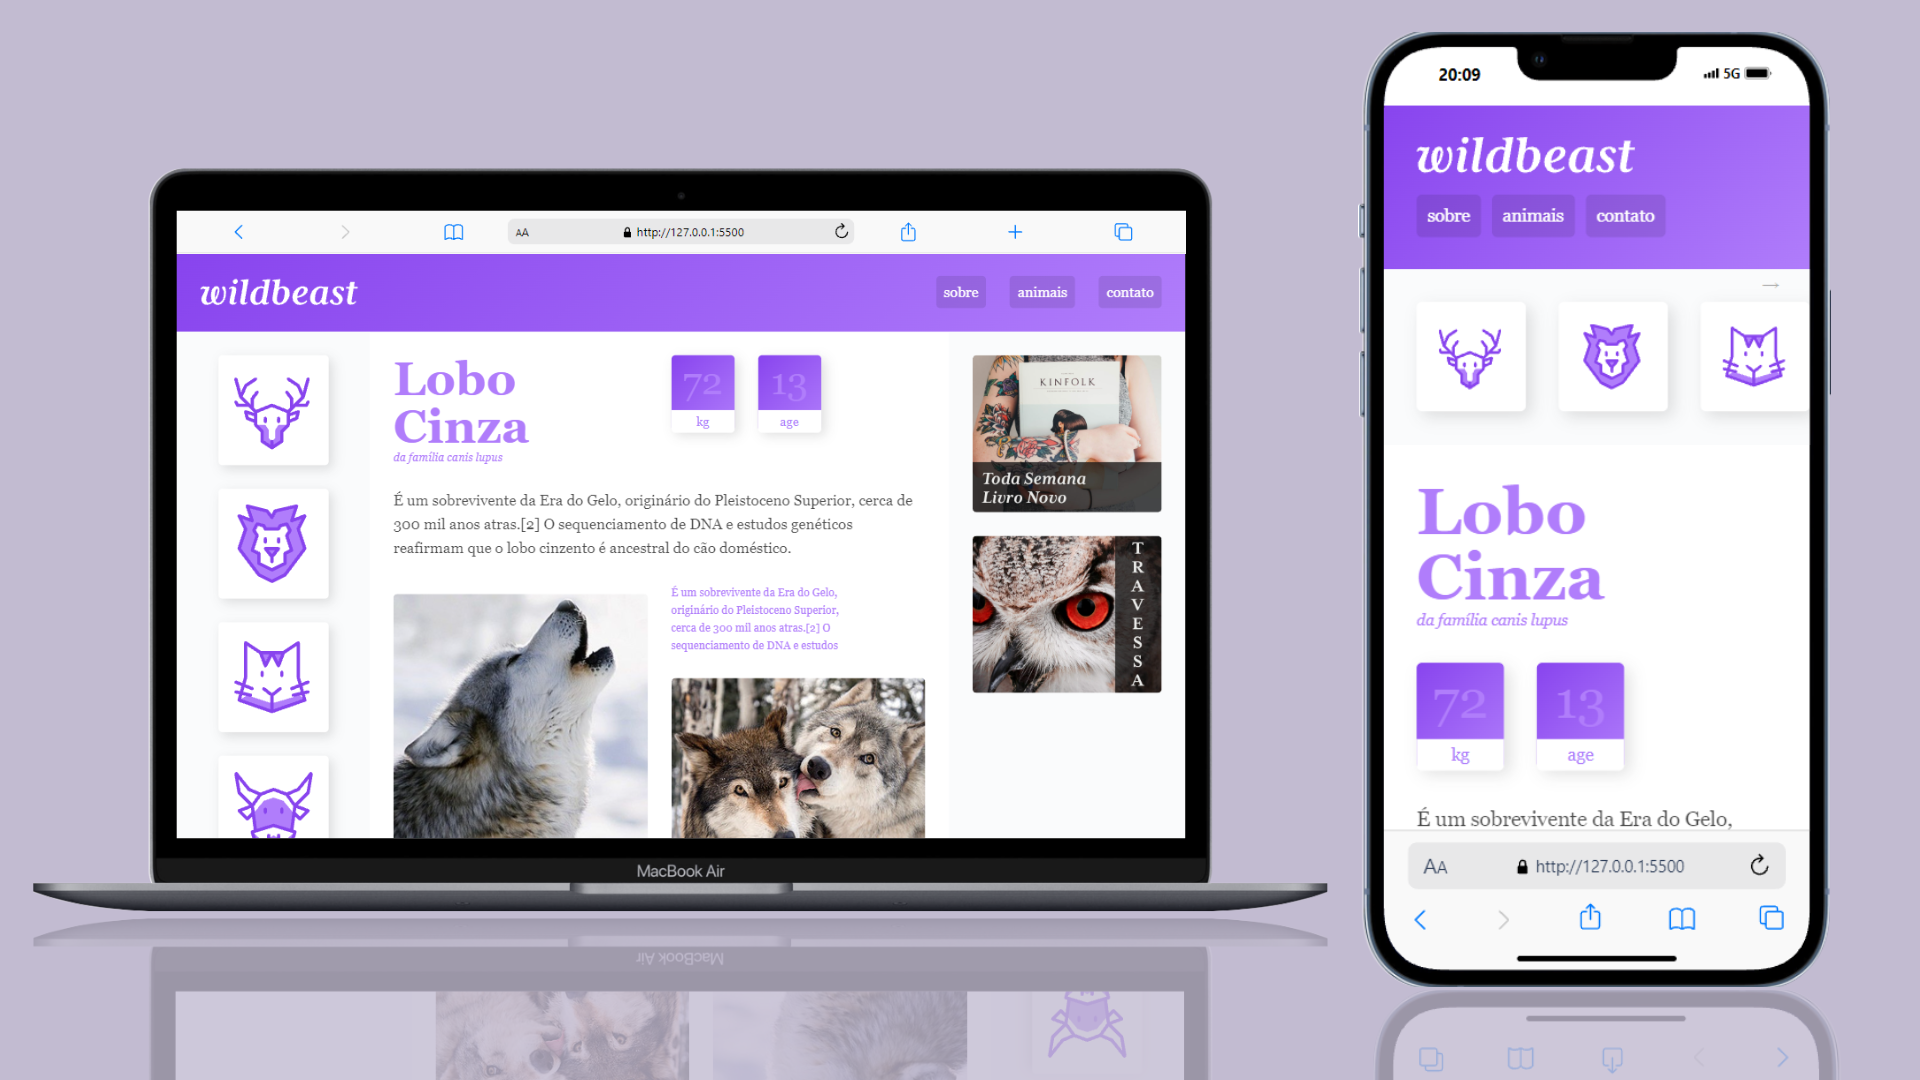 AA
http://127.0.0.1:5500
wildbeast
sobre
animais
contato
Lobo
Cinza
da família canis lupus
72
kg
13
age
É um sobrevivente da Era do Gelo, originário do Pleistoceno Superior, cerca de
300 mil anos atras.[2] O sequenciamento de DNA e estudos genéticos
reafirmam que o lobo cinzento é ancestral do cão doméstico.
É um sobrevivente da Era do Gelo,
originário do Pleistoceno Superior,
cerca de 300 mil anos atras.[2] O
sequenciamento de DNA e estudos
KINFOLK
Toda Semana
Livro Novo
TRAVESSA
MacBook Air
MacBook Air
20:09
5G
wildbeast
sobre
animais
contato
→
Lobo
Cinza
da família canis lupus
72
kg
13
age
É um sobrevivente da Era do Gelo,
AA
http://127.0.0.1:5500